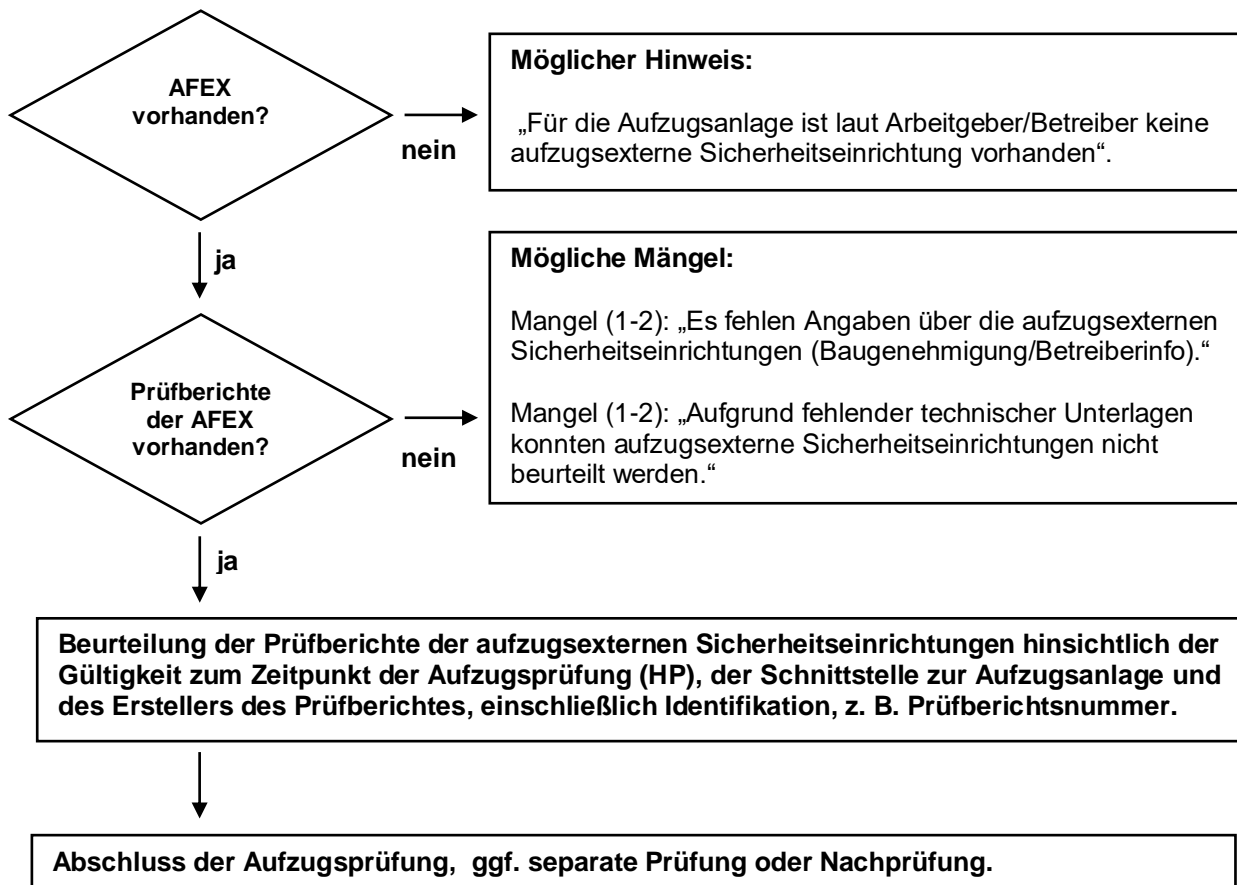 AFEX
vorhanden?
nein
Möglicher Hinweis:
„Für die Aufzugsanlage ist laut Arbeitgeber/Betreiber keine
aufzugsexterne Sicherheitseinrichtung vorhanden“.
ja
Prüfberichte
der AFEX
vorhanden?
nein
Mögliche Mängel:
Mangel (1-2): „Es fehlen Angaben über die aufzugsexternen
Sicherheitseinrichtungen (Baugenehmigung/Betreiberinfo).“
Mangel (1-2): „Aufgrund fehlender technischer Unterlagen
konnten aufzugsexterne Sicherheitseinrichtungen nicht
beurteilt werden.“
ja
Beurteilung der Prüfberichte der aufzugsexternen Sicherheitseinrichtungen hinsichtlich der
Gültigkeit zum Zeitpunkt der Aufzugsprüfung (HP), der Schnittstelle zur Aufzugsanlage und
des Erstellers des Prüfberichtes, einschließlich Identifikation, z. B. Prüfberichtsnummer.
Abschluss der Aufzugsprüfung, ggf. separate Prüfung oder Nachprüfung.